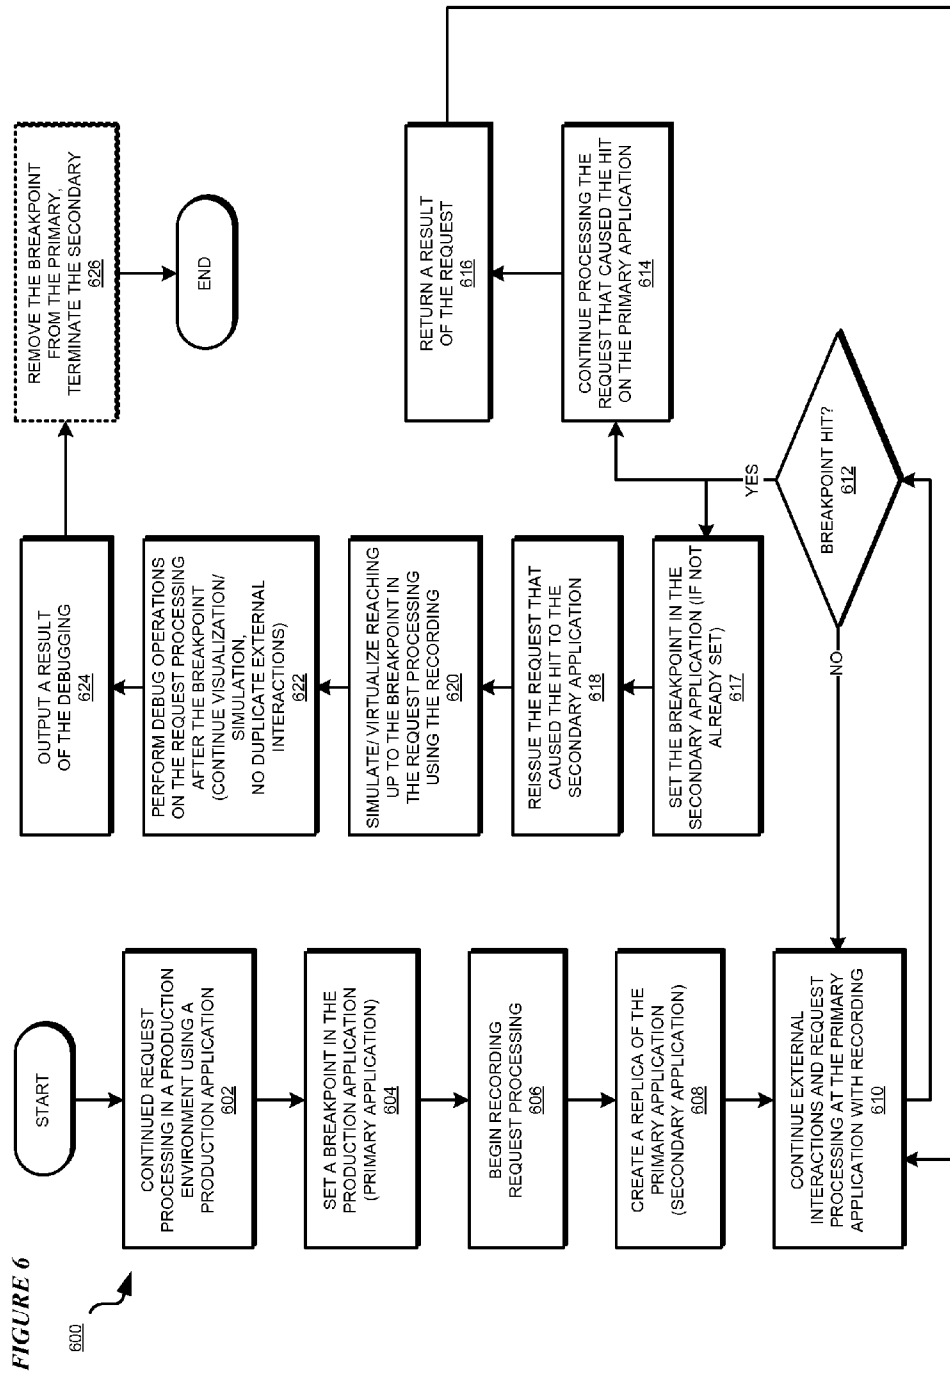 FIGURE 6
600
START
CONTINUED REQUEST
PROCESSING IN A PRODUCTION
ENVIRONMENT USING A
PRODUCTION APPLICATION
602
SET A BREAKPOINT IN THE
PRODUCTION APPLICATION
(PRIMARY APPLICATION)
604
BEGIN RECORDING
REQUEST PROCESSING
606
CREATE A REPLICA OF THE
PRIMARY APPLICATION
(SECONDARY APPLICATION)
608
CONTINUE EXTERNAL
INTERACTIONS AND REQUEST
PROCESSING AT THE PRIMARY
APPLICATION WITH RECORDING
610
BREAKPOINT HIT?
612
NO
YES
CONTINUE PROCESSING THE
REQUEST THAT CAUSED THE HIT
ON THE PRIMARY APPLICATION
614
RETURN A RESULT
OF THE REQUEST
616
SET THE BREAKPOINT IN THE
SECONDARY APPLICATION (IF NOT
ALREADY SET)
617
REISSUE THE REQUEST THAT
CAUSED THE HIT TO THE
SECONDARY APPLICATION
618
SIMULATE/ VIRTUALIZE REACHING
UP TO THE BREAKPOINT IN
THE REQUEST PROCESSING
USING THE RECORDING
620
PERFORM DEBUG OPERATIONS
ON THE REQUEST PROCESSING
AFTER THE BREAKPOINT
(CONTINUE VISUALIZATION/
SIMULATION,
NO DUPLICATE EXTERNAL
INTERACTIONS)
622
OUTPUT A RESULT
OF THE DEBUGGING
624
REMOVE THE BREAKPOINT
FROM THE PRIMARY,
TERMINATE THE SECONDARY
626
END